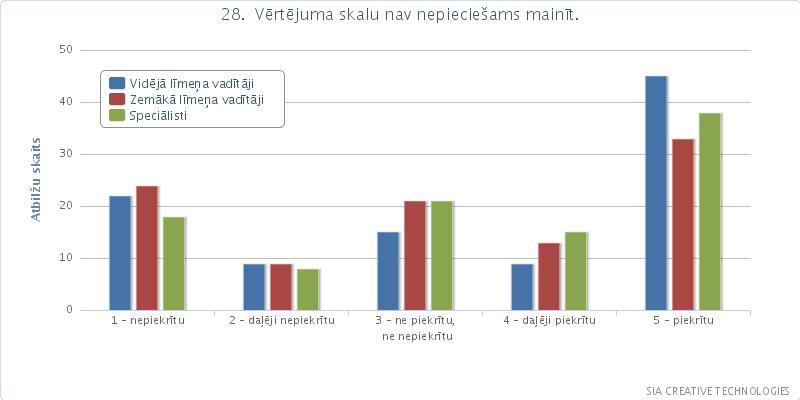 28.  Vērtējuma skalu nav nepieciešams mainīt.
Atbilžu skaits
50
40
30
20
10
0
Vidējā līmeņa vadītāji
Zemākā līmeņa vadītāji
Speciālisti
1 – nepiekrītu
2 – daļēji nepiekrītu
3 – ne piekrītu,
ne nepiekrītu
4 – daļēji piekrītu
5 – piekrītu
SIA CREATIVE TECHNOLOGIES